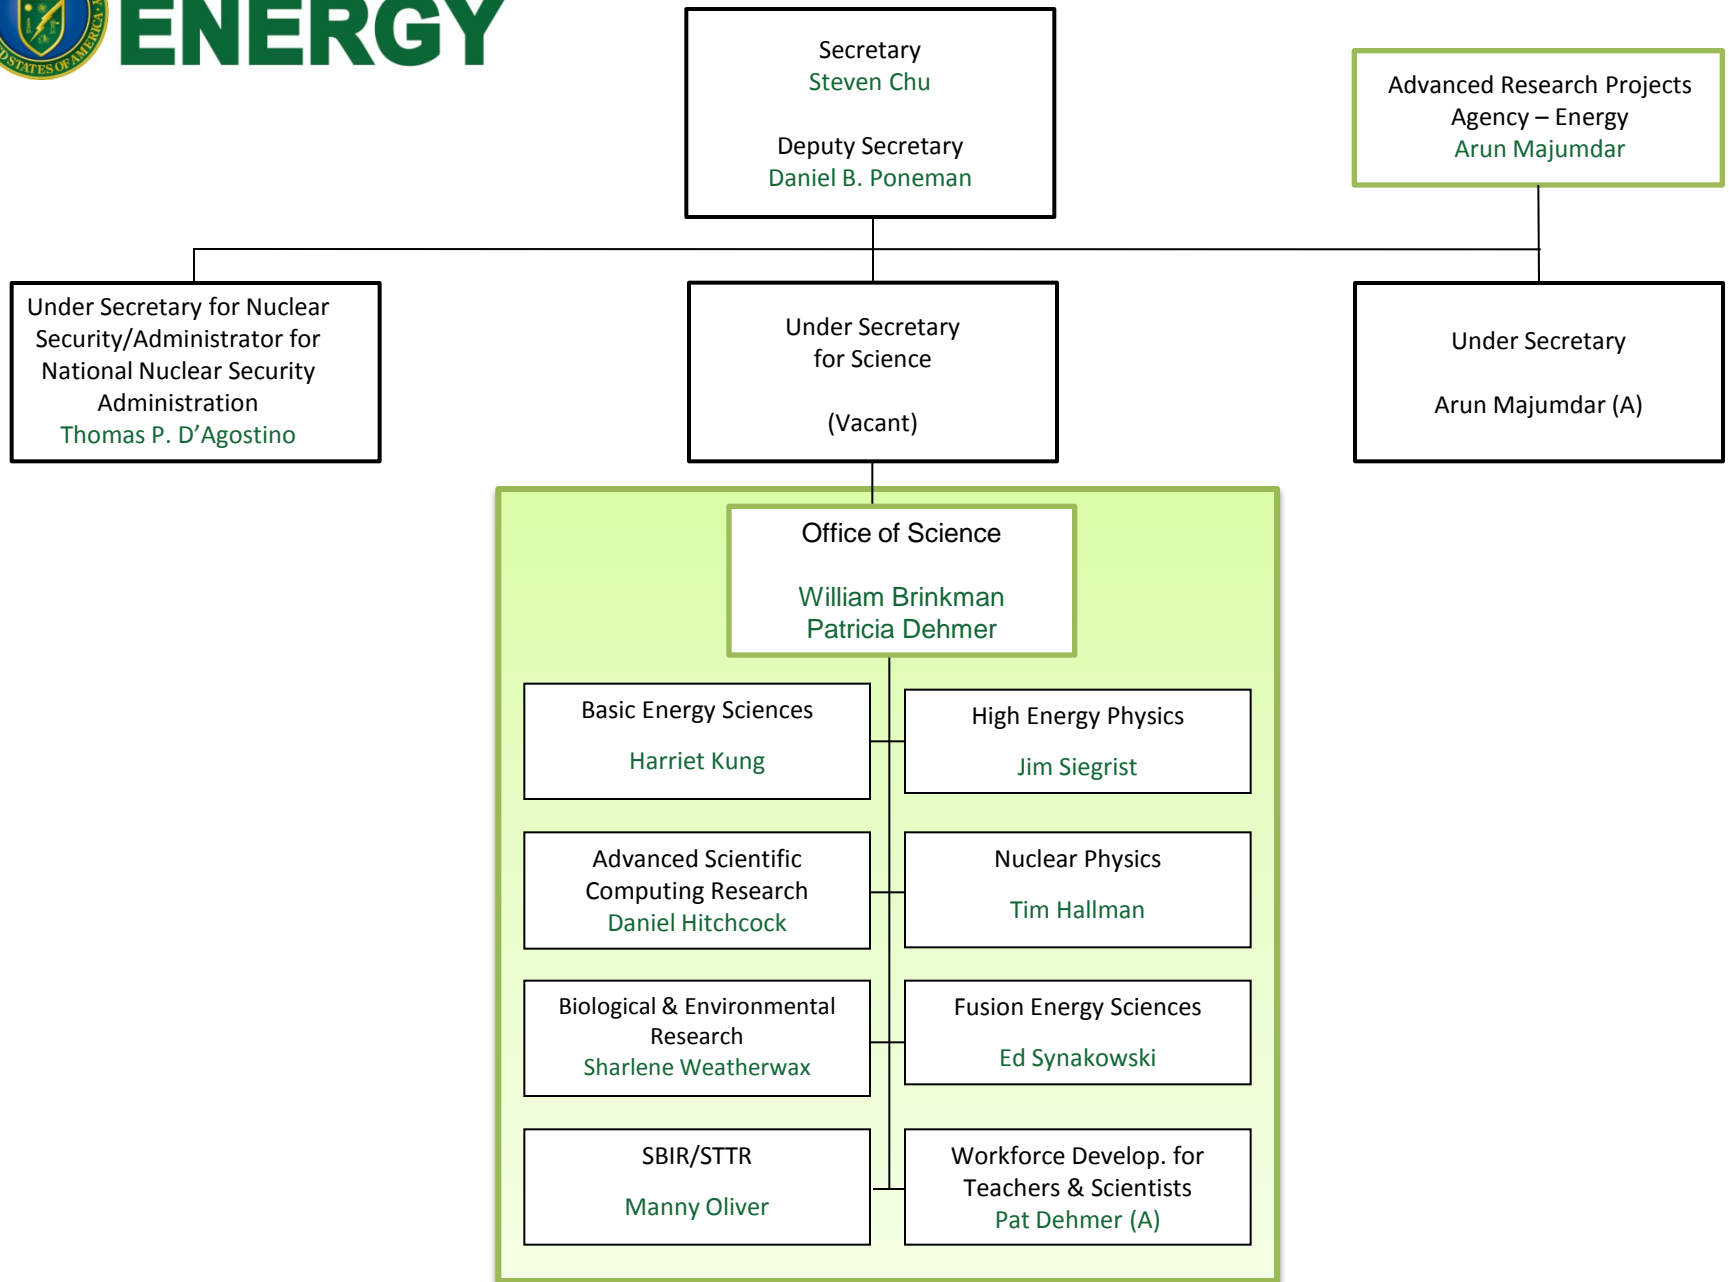 ENERGY
STATES OF AMERICA
Secretary
Steven Chu
Deputy Secretary
Daniel B. Poneman
Advanced Research Projects
Agency – Energy
Arun Majumdar
Under Secretary for Nuclear
Security/Administrator for
National Nuclear Security
Administration
Thomas P. D’Agostino
Under Secretary
for Science
(Vacant)
Under Secretary
Arun Majumdar (A)
Office of Science
William Brinkman
Patricia Dehmer
Basic Energy Sciences
Harriet Kung
High Energy Physics
Jim Siegrist
Advanced Scientific
Computing Research
Daniel Hitchcock
Nuclear Physics
Tim Hallman
Biological & Environmental
Research
Sharlene Weatherwax
Fusion Energy Sciences
Ed Synakowski
SBIR/STTR
Manny Oliver
Workforce Develop. for
Teachers & Scientists
Pat Dehmer (A)